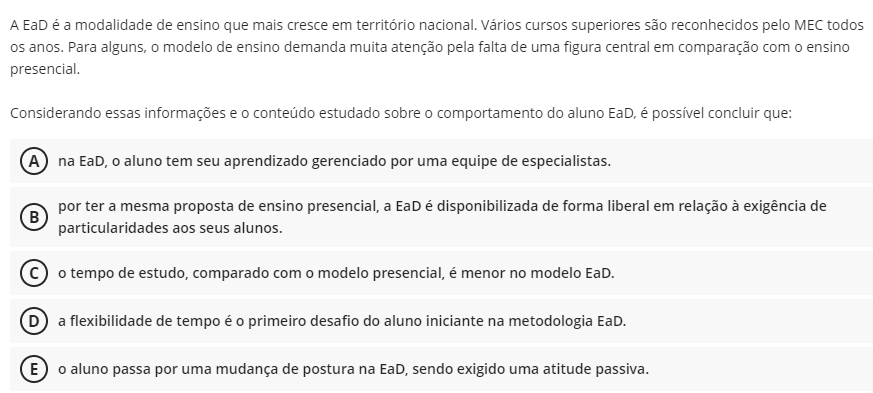 A EaD é a modalidade de ensino que mais cresce em território nacional. Vários cursos superiores são reconhecidos pelo MEC todos
os anos. Para alguns, o modelo de ensino demanda muita atenção pela falta de uma figura central em comparação com o ensino
presencial.
Considerando essas informações e o conteúdo estudado sobre o comportamento do aluno EaD, é possível concluir que:
A na EaD, o aluno tem seu aprendizado gerenciado por uma equipe de especialistas.
B por ter a mesma proposta de ensino presencial, a EaD é disponibilizada de forma liberal em relação à exigência de
particularidades aos seus alunos.
C o tempo de estudo, comparado com o modelo presencial, é menor no modelo EaD.
D a flexibilidade de tempo é o primeiro desafio do aluno iniciante na metodologia EaD.
E o aluno passa por uma mudança de postura na EaD, sendo exigido uma atitude passiva.